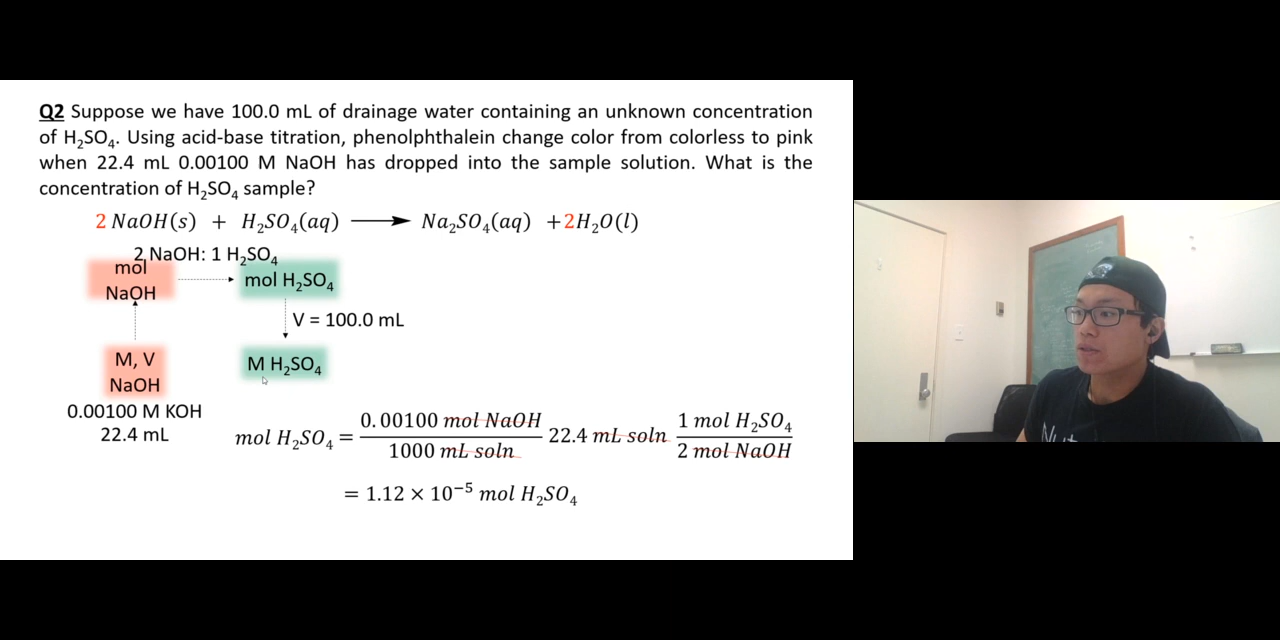 Q2 Suppose we have 100.0 mL of drainage water containing an unknown concentration
of H₂SO₄. Using acid-base titration, phenolphthalein change color from colorless to pink
when 22.4 mL 0.00100 M NaOH has dropped into the sample solution. What is the
concentration of H₂SO₄ sample?
2 NaOH(s) + H₂SO₄(aq) ⟶ Na₂SO₄(aq) +2H₂O(l)
2 NaOH: 1 H₂SO₄
mol
NaOH
mol H₂SO₄
V = 100.0 mL
M, V
NaOH
M H₂SO₄
0.00100 M KOH
22.4 mL
mol H₂SO₄ = 0.00100 mol NaOH / 1000 mL soln 22.4 mL soln 1 mol H₂SO₄ / 2 mol NaOH
= 1.12 × 10⁻⁵ mol H₂SO₄